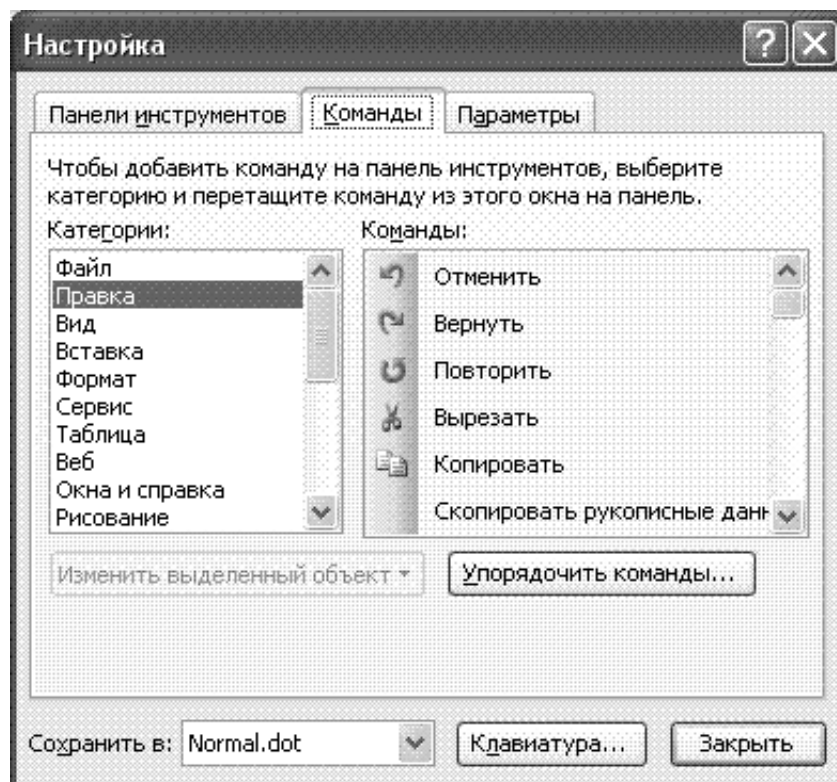 Настройка
Панели инструментов Команды Параметры
Чтобы добавить команду на панель инструментов, выберите
категорию и перетащите команду из этого окна на панель.
Категории: Команды:
Файл
Правка
Вид
Вставка
Формат
Сервис
Таблица
Веб
Окна и справка
Рисование
Отменить
Вернуть
Повторить
Вырезать
Копировать
Скопировать рукописные данн
Изменить выделенный объект Упорядочить команды...
Сохранить в: Normal.dot Клавиатура... Закрыть